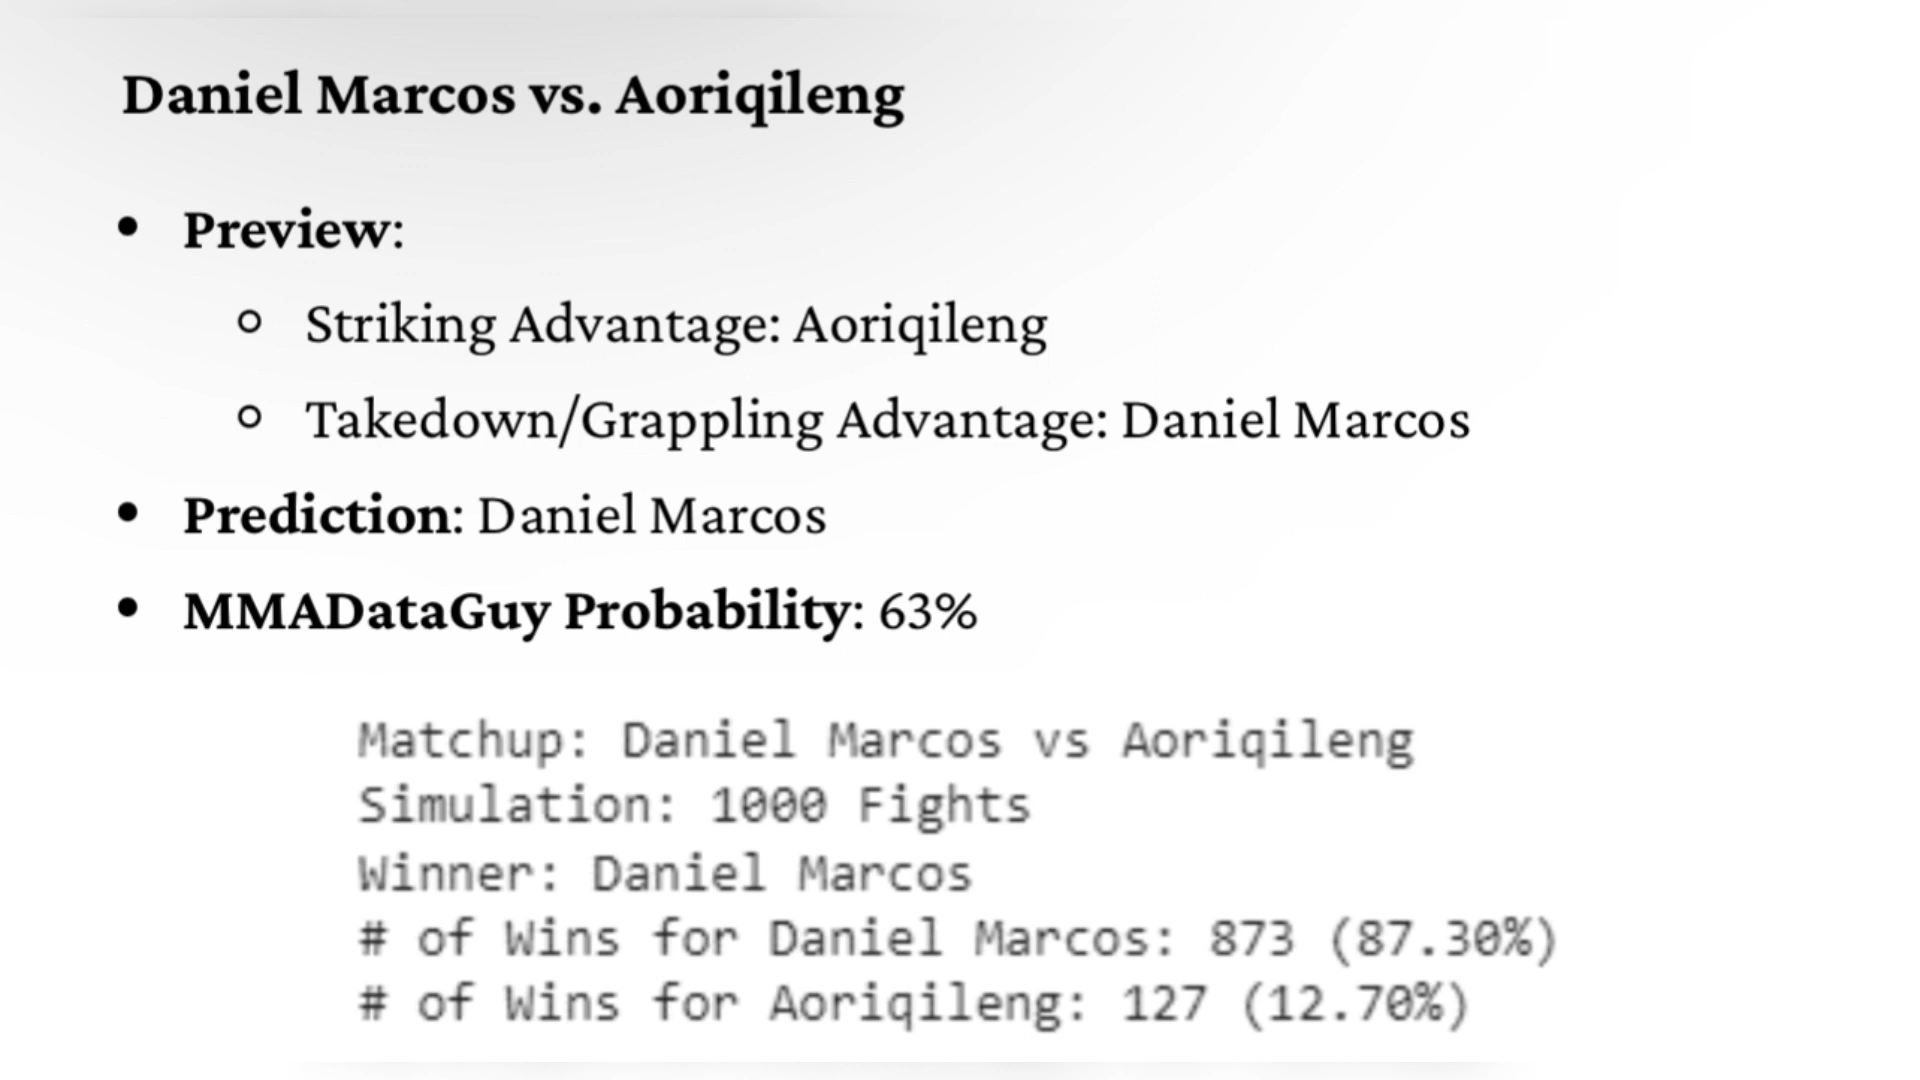 Daniel Marcos vs. Aoriqileng
• Preview:
○ Striking Advantage: Aoriqileng
○ Takedown/Grappling Advantage: Daniel Marcos
• Prediction: Daniel Marcos
• MMADataGuy Probability: 63%
Matchup: Daniel Marcos vs Aoriqileng
Simulation: 1000 Fights
Winner: Daniel Marcos
# of Wins for Daniel Marcos: 873 (87.30%)
# of Wins for Aoriqileng: 127 (12.70%)